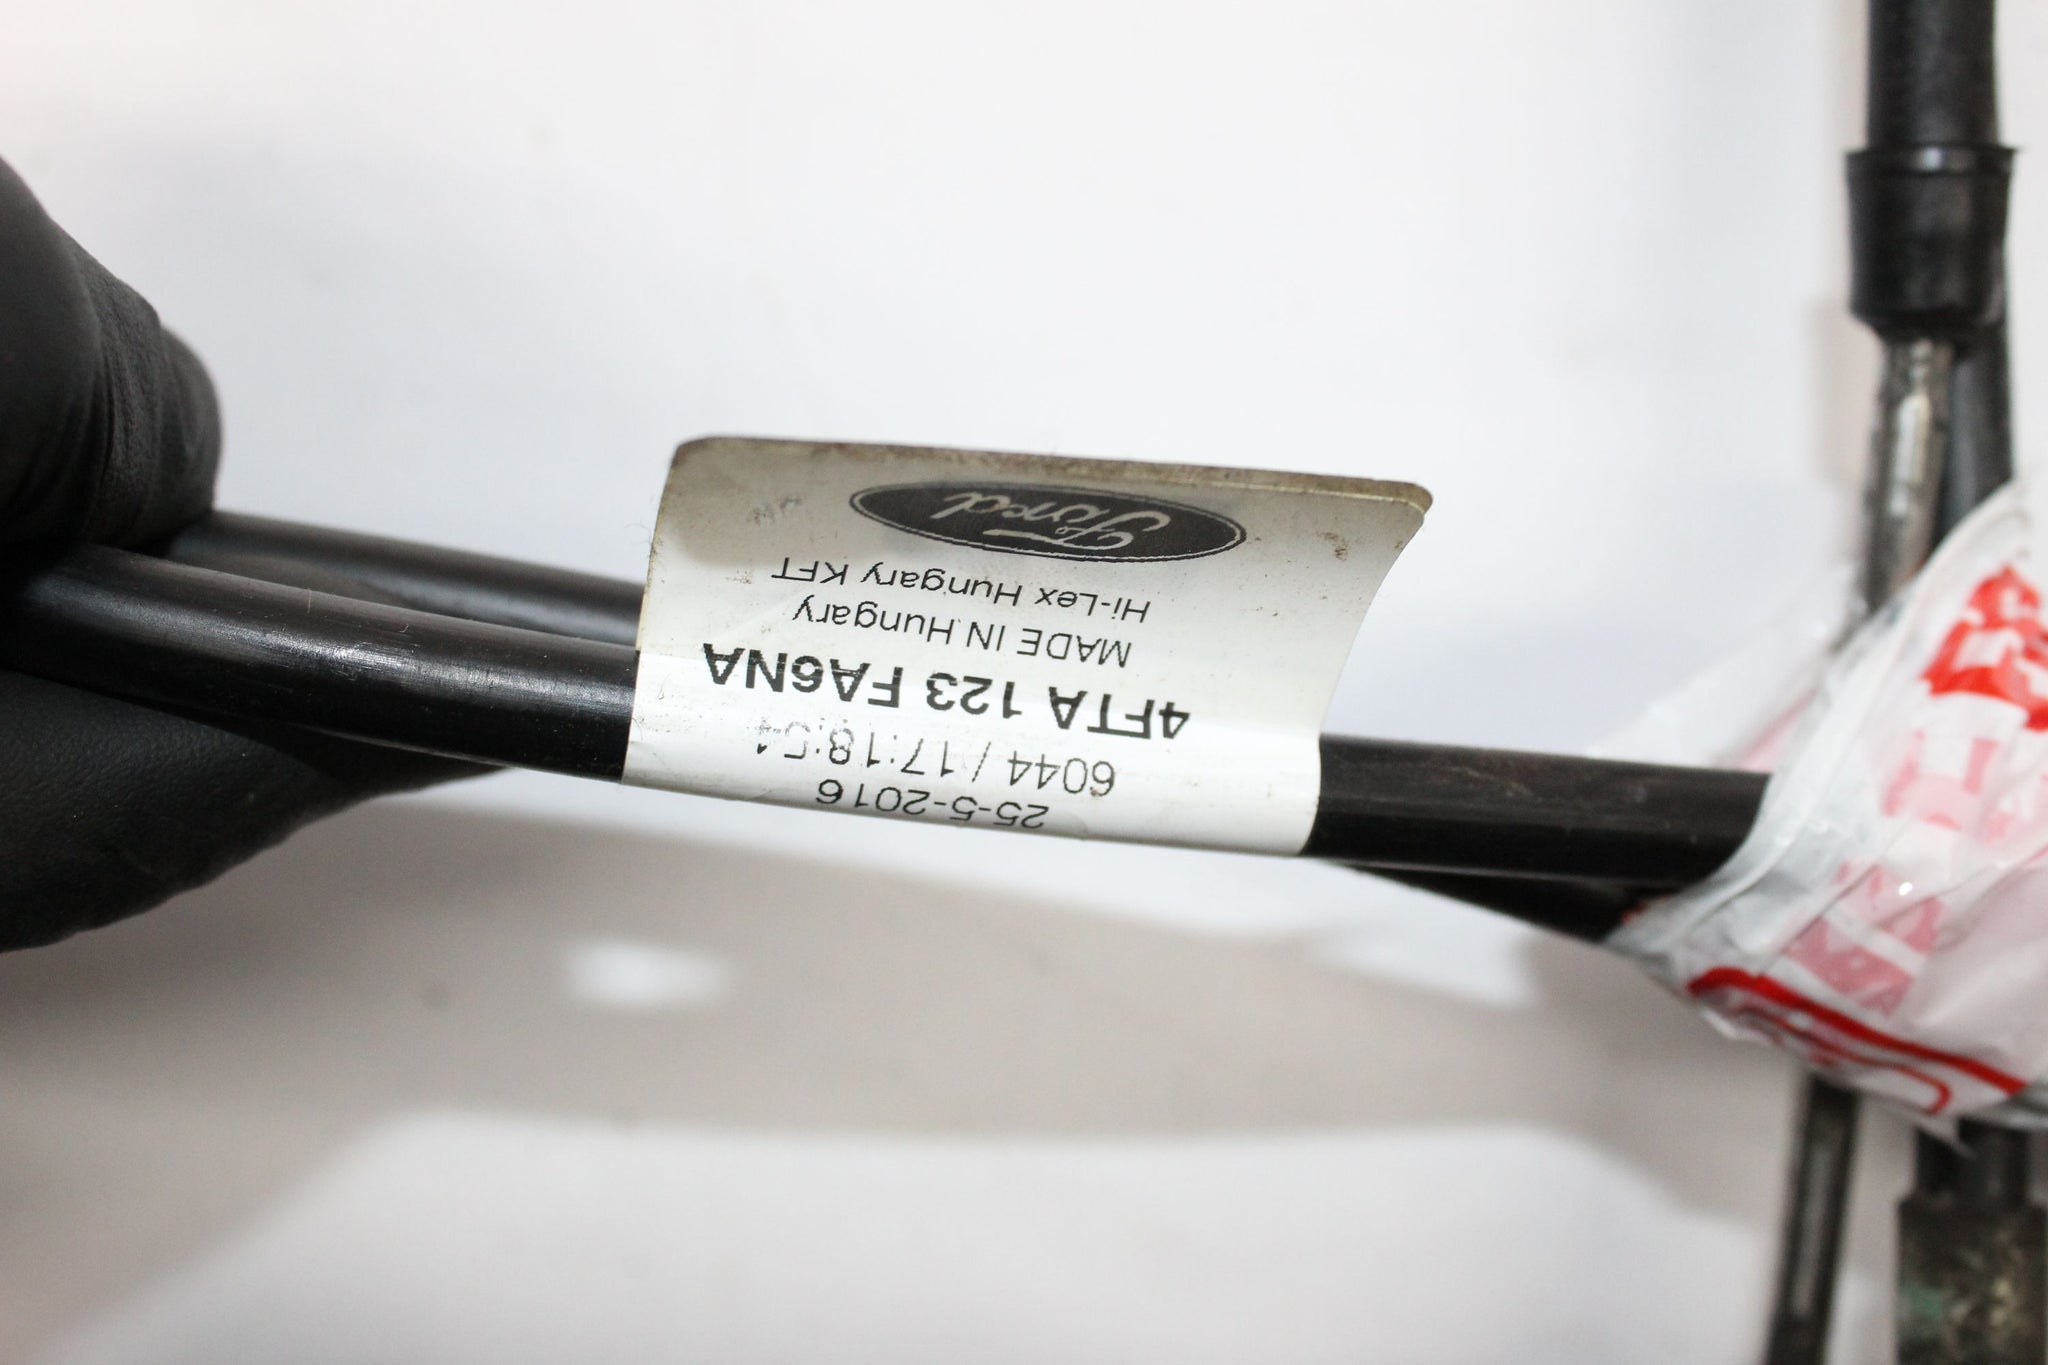 Ford
Hi-Lex Hungary KFT
MADE IN Hungary
4FTA 123 FA6NA
6044 / 17:18:54
25-5-2016